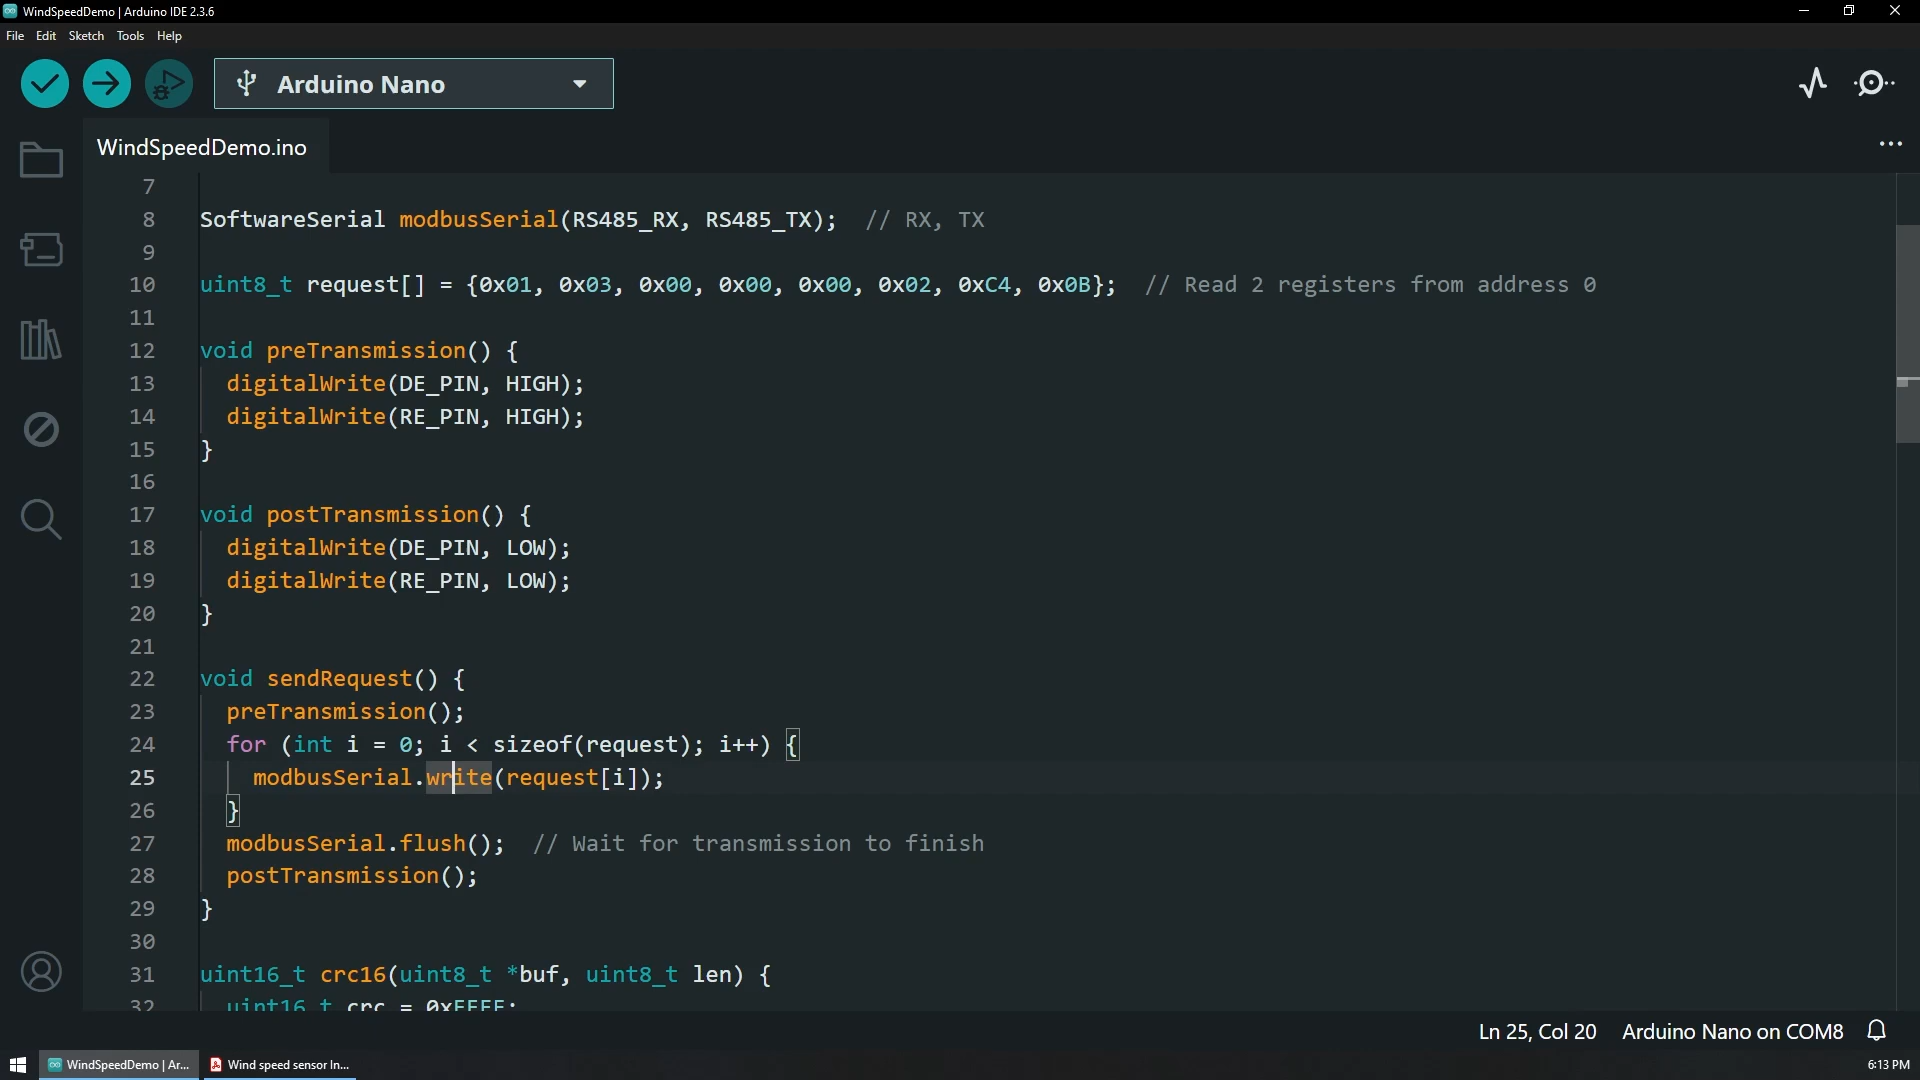 WindSpeedDemo | Arduino IDE 2.3.6
File Edit Sketch Tools Help
Arduino Nano
WindSpeedDemo.ino
7
8 SoftwareSerial modbusSerial(RS485_RX, RS485_TX); // RX, TX
9
10 uint8_t request[] = {0x01, 0x03, 0x00, 0x00, 0x00, 0x02, 0xC4, 0x0B}; // Read 2 registers from address 0
11
12 void preTransmission() {
13 digitalWrite(DE_PIN, HIGH);
14 digitalWrite(RE_PIN, HIGH);
15 }
16
17 void postTransmission() {
18 digitalWrite(DE_PIN, LOW);
19 digitalWrite(RE_PIN, LOW);
20 }
21
22 void sendRequest() {
23 preTransmission();
24 for (int i = 0; i < sizeof(request); i++) {
25 modbusSerial.write(request[i]);
26 }
27 modbusSerial.flush(); // Wait for transmission to finish
28 postTransmission();
29 }
30
31 uint16_t crc16(uint8_t *buf, uint8_t len) {
32 uint16_t crc = 0xFFFF;
Ln 25, Col 20 Arduino Nano on COM8
WindSpeedDemo | Ar... Wind speed sensor In... 6:13 PM